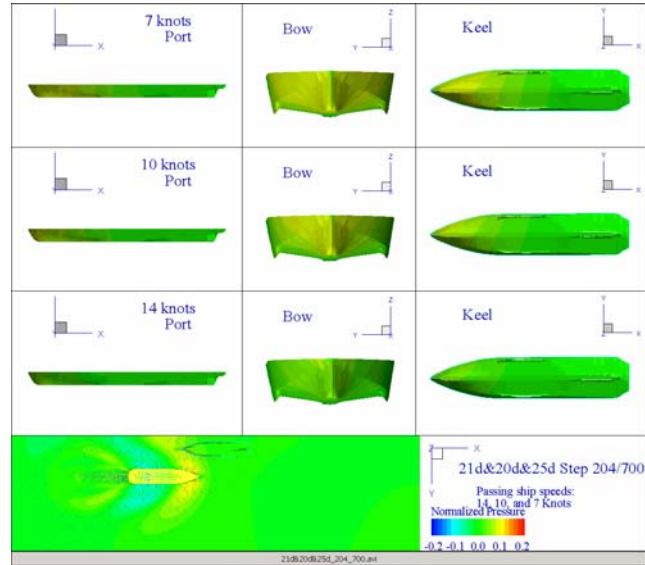 7 knots
Port
Bow
Keel
Y
X
Z
Y
Z
X
10 knots
Port
Bow
Keel
X
Z
Y
Y
Z
X
14 knots
Port
Bow
Keel
X
Z
Y
Y
Z
X
Z
X
Y
21d&20d&25d Step 204/700
Passing ship speeds:
14, 10, and 7 Knots
Normalized Pressure
-0.2 -0.1 0.0 0.1 0.2
21d&20d&25d_204_700.avi